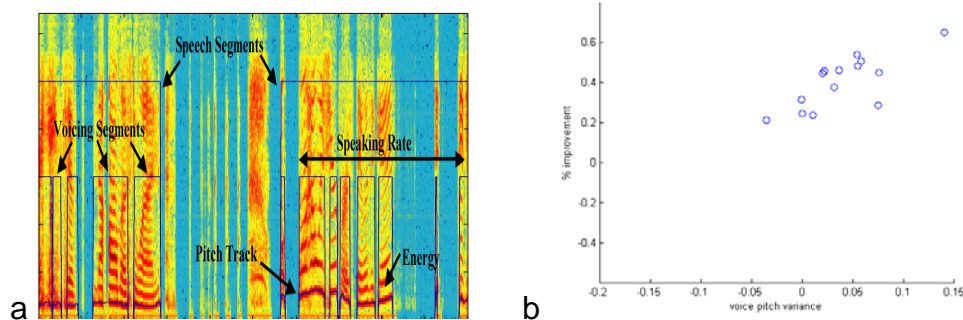 Speech Segments
Voicing Segments
Speaking Rate
Pitch Track
Energy
a
b
% improvement
0.6
0.4
0.2
0
-0.2
-0.4
-0.2
-0.15
-0.1
-0.05
0
0.05
0.1
0.15
voice pitch variance